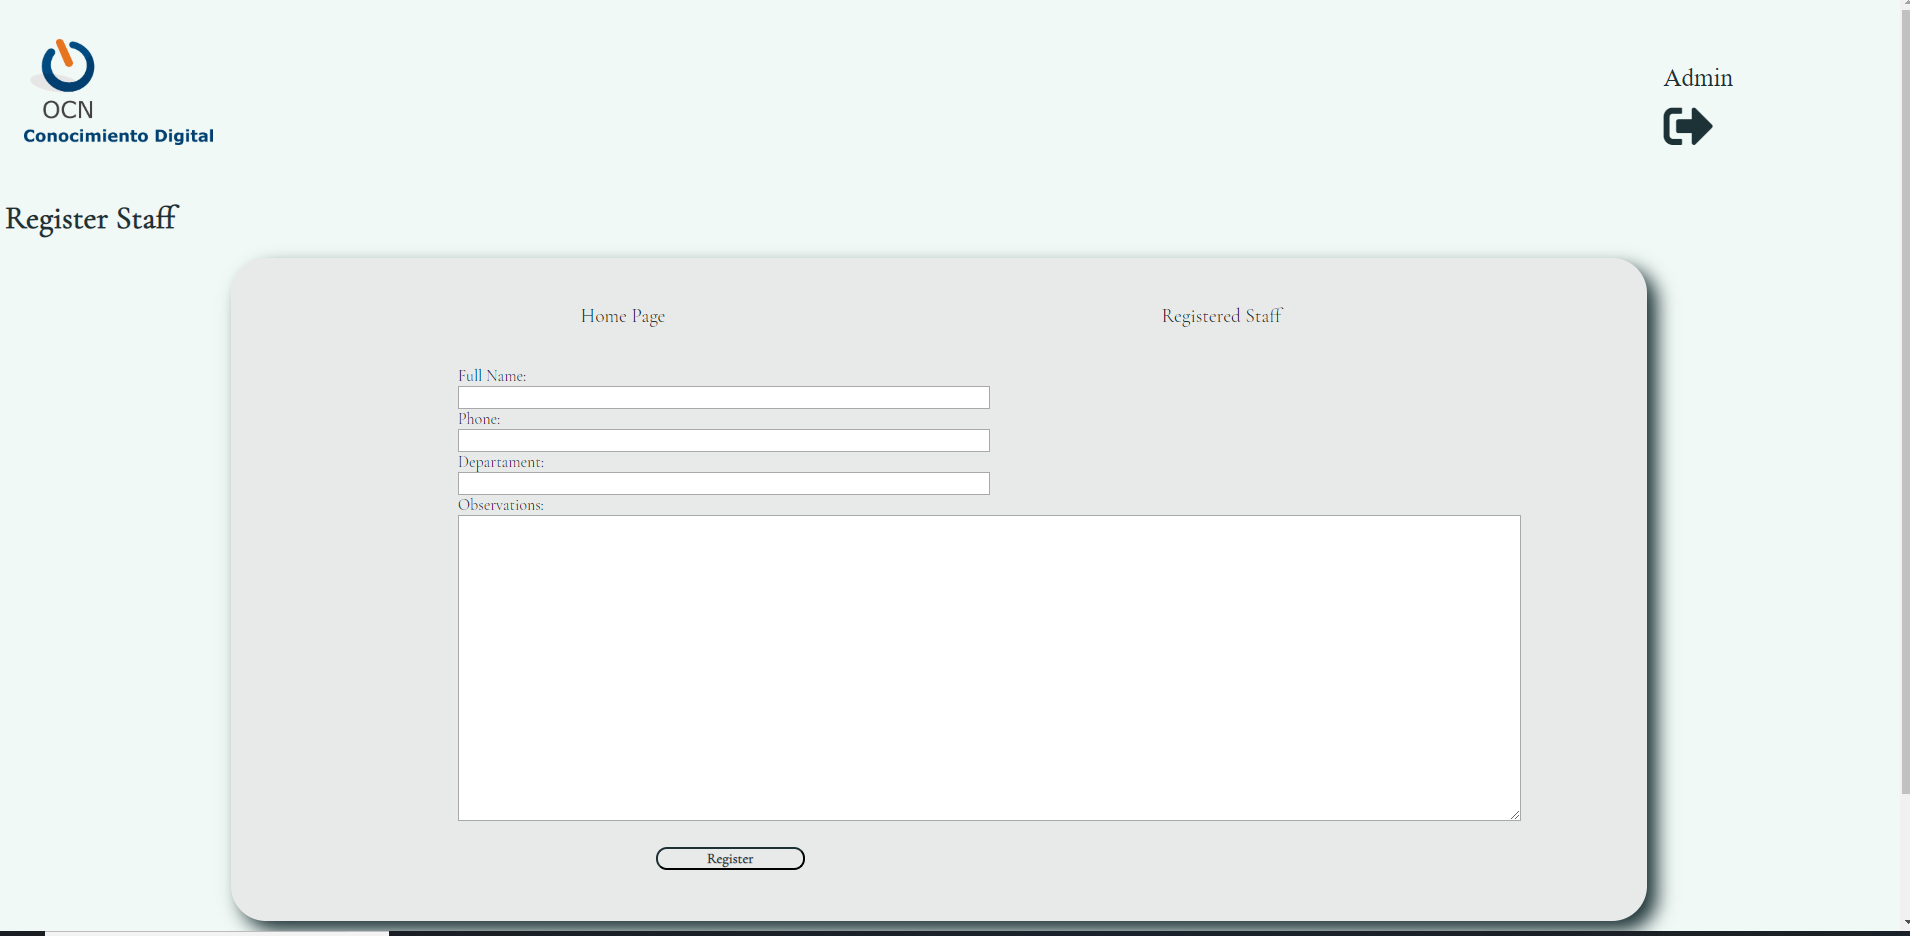 OCN
Conocimiento Digital
Admin
Register Staff
Home Page
Registered Staff
Full Name:
Phone:
Departament:
Observations:
Register